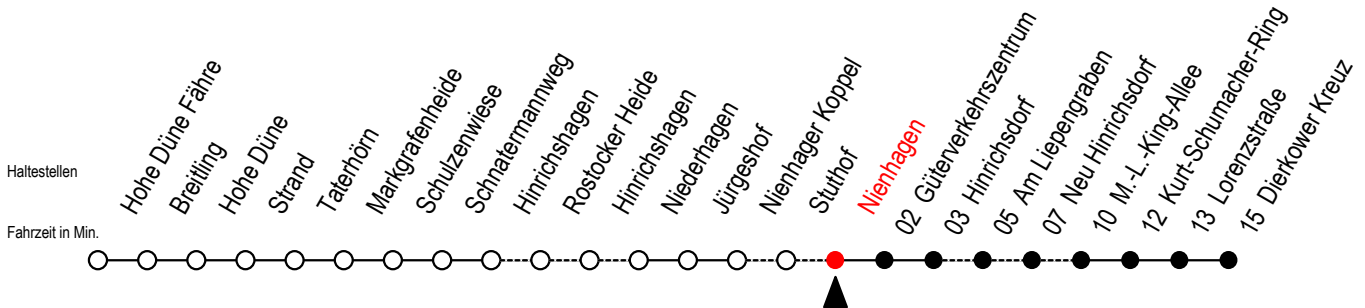 Haltestellen
Fahrzeit in Min.
Hohe Düne Fähre
Breitling
Hohe Düne
Strand
Taterhörn
Markgrafenheide
Schulzenwiese
Schnatermannweg
Hinrichshagen
Rostocker Heide
Hinrichshagen
Niederhagen
Jürgeshof
Nienhager Koppel
Stuthof
Nienhagen
02 Güterverkehrszentrum
03 Hinrichsdorf
05 Am Liepengraben
07 Neu Hinrichsdorf
10 M.-L.-King-Allee
12 Kurt-Schumacher-Ring
13 Lorenzstraße
15 Dierkower Kreuz